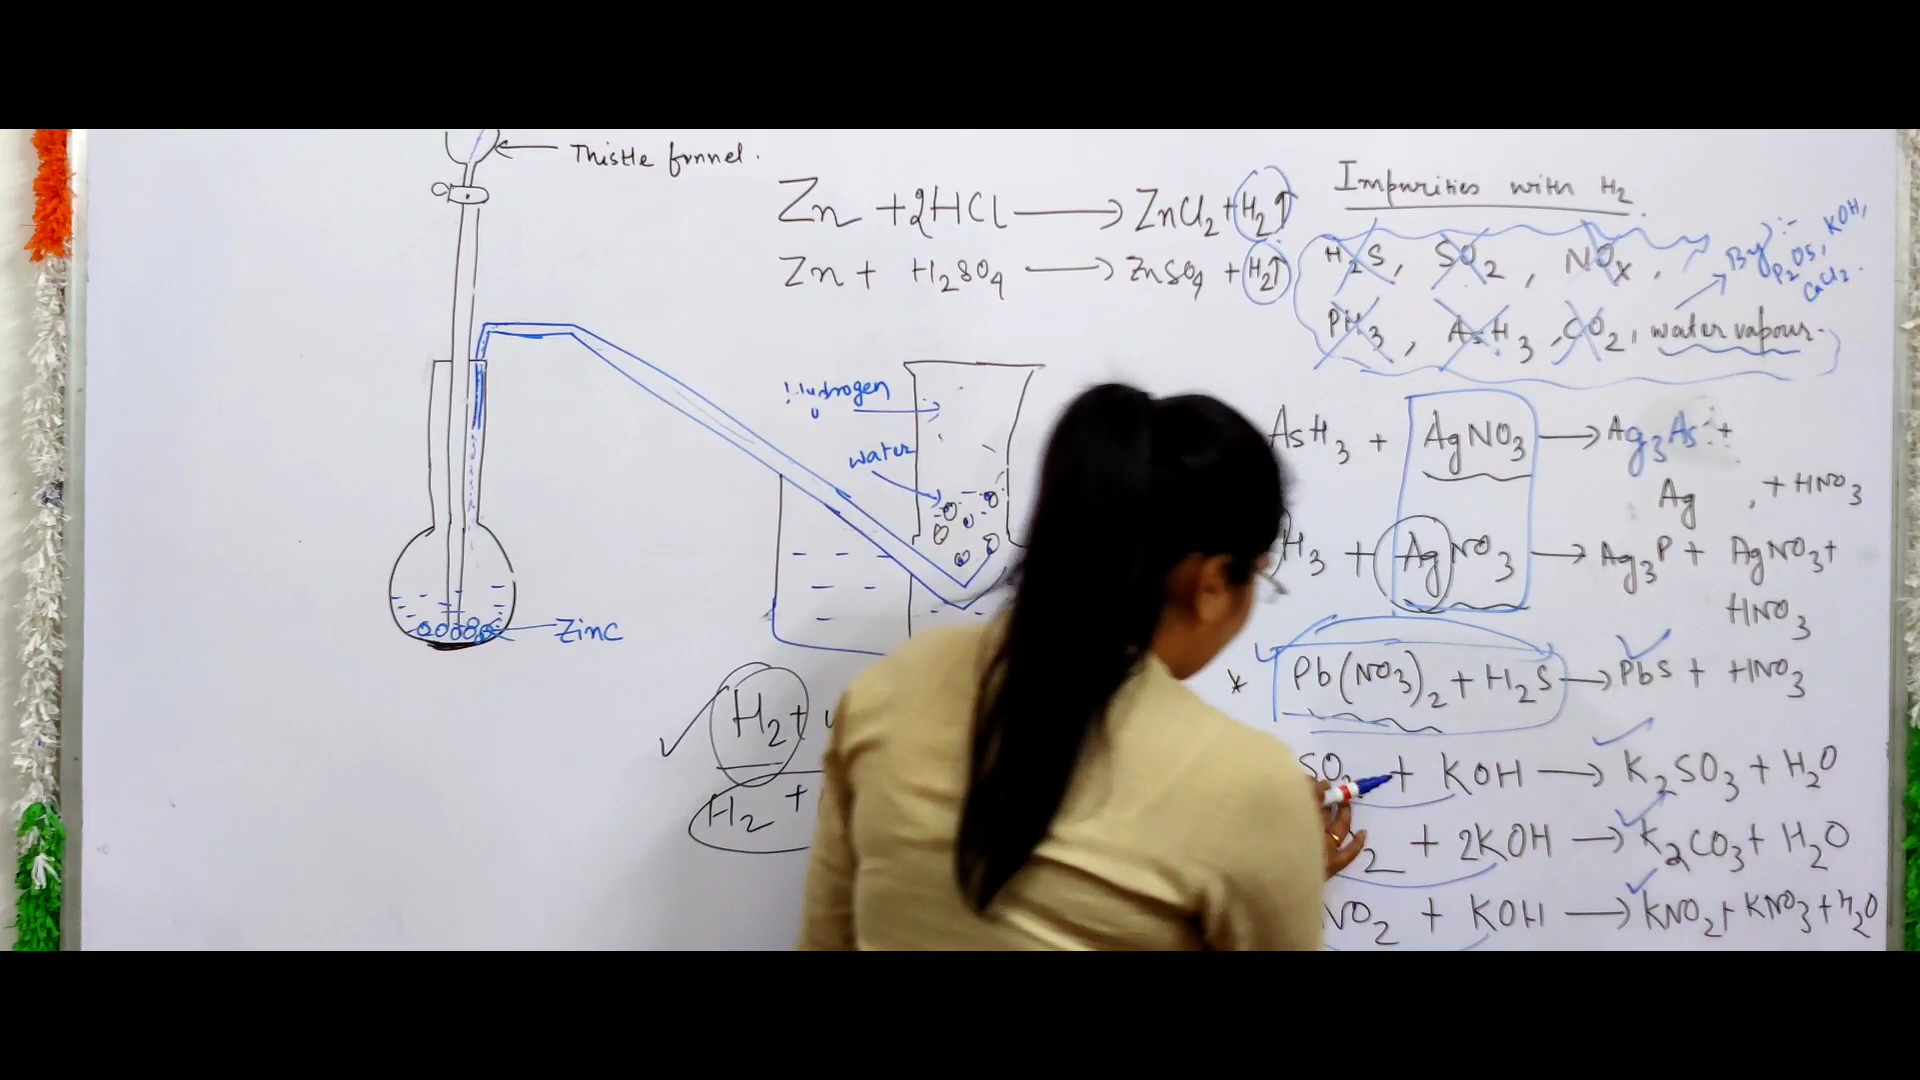 Thistle funnel.
Zn + 2HCl ⟶ ZnCl₂ + H₂↑
Zn + H₂SO₄ ⟶ ZnSO₄ + H₂↑
Hydrogen
water
Zinc
H₂ +
H₂ +
Impurities with H₂
H₂S, SO₂, NOₓ,
PH₃, AsH₃, CO₂, water vapour.
By :-
P₂O₅, KOH,
CaCl₂.
AsH₃ + AgNO₃ ⟶ Ag₃As +
Ag, + HNO₃
H₃ + AgNO₃ ⟶ Ag₃P + AgNO₃ +
HNO₃
* Pb(NO₃)₂ + H₂S ⟶ PbS + HNO₃
SO₂ + KOH ⟶ K₂SO₃ + H₂O
₂ + 2KOH ⟶ K₂CO₃ + H₂O
NO₂ + KOH ⟶ KNO₂ + KNO₃ + H₂O